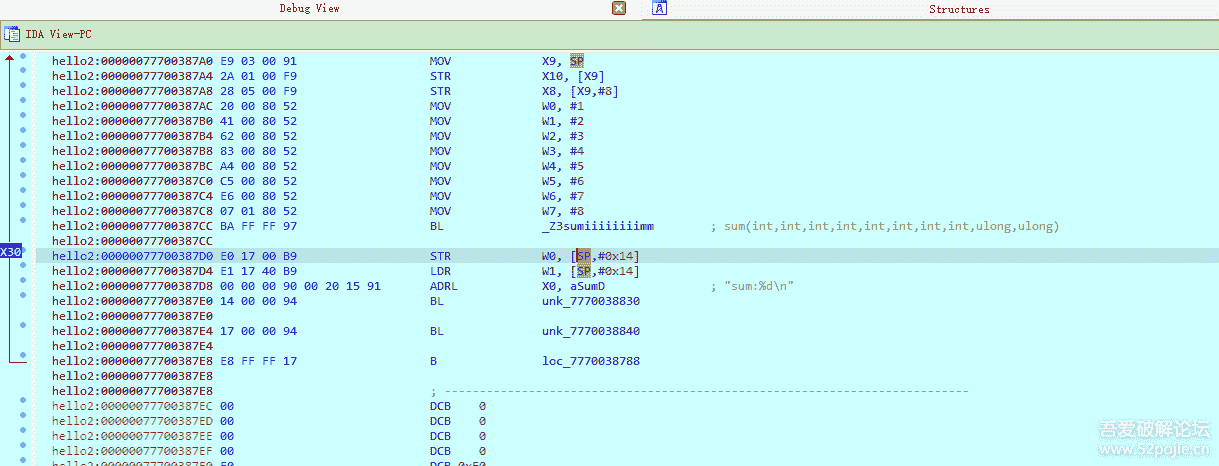 Debug View
Structures
IDA View-PC
hello2:00000077700387A0 E9 03 00 91 MOV X9, SP
hello2:00000077700387A4 2A 01 00 F9 STR X10, [X9]
hello2:00000077700387A8 28 05 00 F9 STR X8, [X9,#8]
hello2:00000077700387AC 20 00 80 52 MOV W0, #1
hello2:00000077700387B0 41 00 80 52 MOV W1, #2
hello2:00000077700387B4 62 00 80 52 MOV W2, #3
hello2:00000077700387B8 83 00 80 52 MOV W3, #4
hello2:00000077700387BC A4 00 80 52 MOV W4, #5
hello2:00000077700387C0 C5 00 80 52 MOV W5, #6
hello2:00000077700387C4 E6 00 80 52 MOV W6, #7
hello2:00000077700387C8 07 01 80 52 MOV W7, #8
hello2:00000077700387CC BA FF FF 97 BL _Z3sumiiiiiiiimm ; sum(int,int,int,int,int,int,int,int,ulong,ulong)
hello2:00000077700387CC
X30 hello2:00000077700387D0 E0 17 00 B9 STR W0, [SP,#0x14]
hello2:00000077700387D4 E1 17 40 B9 LDR W1, [SP,#0x14]
hello2:00000077700387D8 00 00 00 90 00 20 15 91 ADRL X0, aSumD ; "sum:%d\n"
hello2:00000077700387E0 14 00 00 94 BL unk_7770038830
hello2:00000077700387E0
hello2:00000077700387E4 17 00 00 94 BL unk_7770038840
hello2:00000077700387E4
hello2:00000077700387E8 E8 FF FF 17 B loc_7770038788
hello2:00000077700387E8
hello2:00000077700387E8 ; ---------------------------------------------------------------------------
hello2:00000077700387EC 00 DCB 0
hello2:00000077700387ED 00 DCB 0
hello2:00000077700387EE 00 DCB 0
hello2:00000077700387EF 00 DCB 0
hello2:00000077700387F0 F0 DCB 0xF0
吾爱破解论坛
www.52pojie.cn